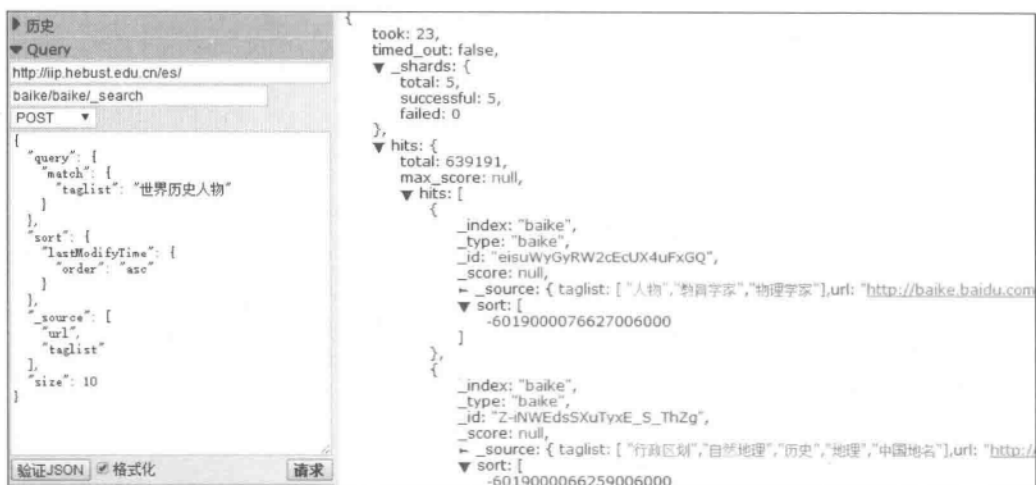 历史
Query
http://iip.hebust.edu.cn/es/
baike/baike/_search
POST
{
"query": {
"match": {
"taglist": "世界历史人物"
}
},
"sort": {
"lastModifyTime": {
"order": "asc"
}
},
"_source": [
"url",
"taglist"
],
"size": 10
}
验证JSON 格式化 请求
{
took: 23,
timed_out: false,
_shards: {
total: 5,
successful: 5,
failed: 0
},
hits: {
total: 639191,
max_score: null,
hits: [
{
_index: "baike",
_type: "baike",
_id: "eisuWyGyRW2cEcUX4uFxGQ",
_score: null,
_source: { taglist: [ "人物","教育学家","物理学家"],url: "http://baike.baidu.com
sort: [
-6019000076627006000
]
},
{
_index: "baike",
_type: "baike",
_id: "Z-iNWEdsSXuTyxE_S_ThZg",
_score: null,
_source: { taglist: [ "行政区划","自然地理","历史","地理","中国地名"],url: "http:/
sort: [
-6019000066259006000